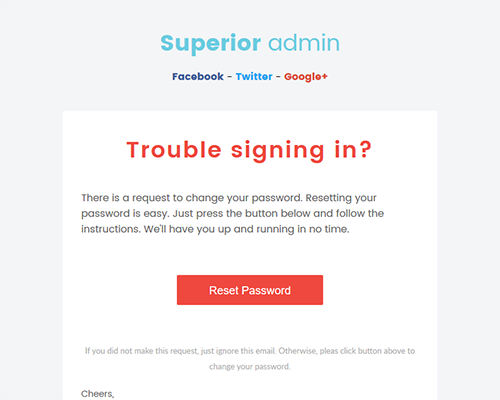 Superior admin
Facebook - Twitter - Google+
Trouble signing in?
There is a request to change your password. Resetting your
password is easy. Just press the button below and follow the
instructions. We'll have you up and running in no time.
Reset Password
If you did not make this request, just ignore this email. Otherwise, pleas click button above to
change your password.
Cheers,